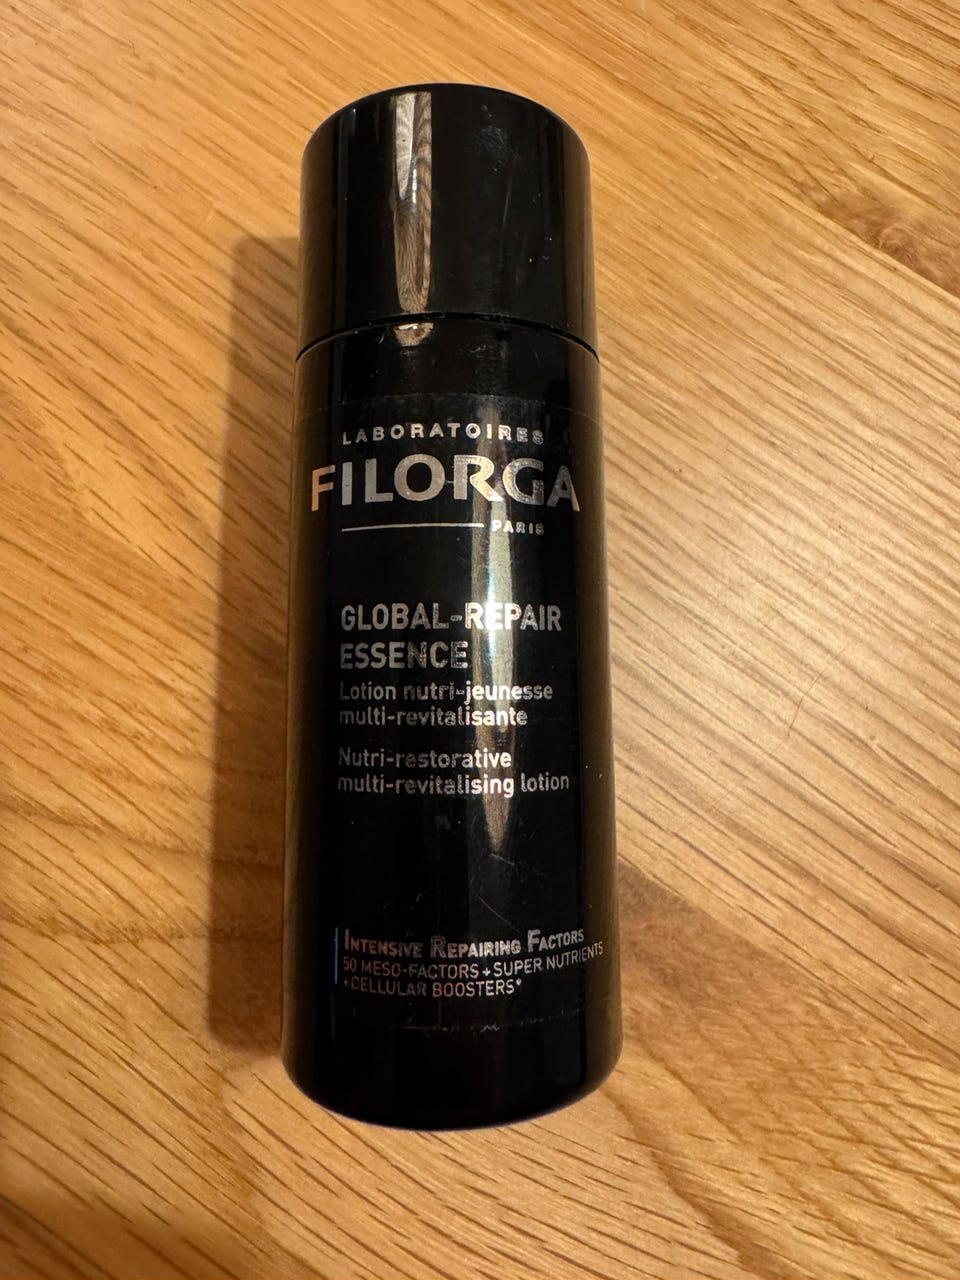 LABORATOIRES
FILORGA
PARIS
GLOBAL-REPAIR
ESSENCE
Lotion nutri-jeunesse
multi-revitalisante
Nutri-restorative
multi-revitalising lotion
INTENSIVE REPAIRING FACTORS
50 MESO-FACTORS + SUPER NUTRIENTS
+ CELLULAR BOOSTERS*